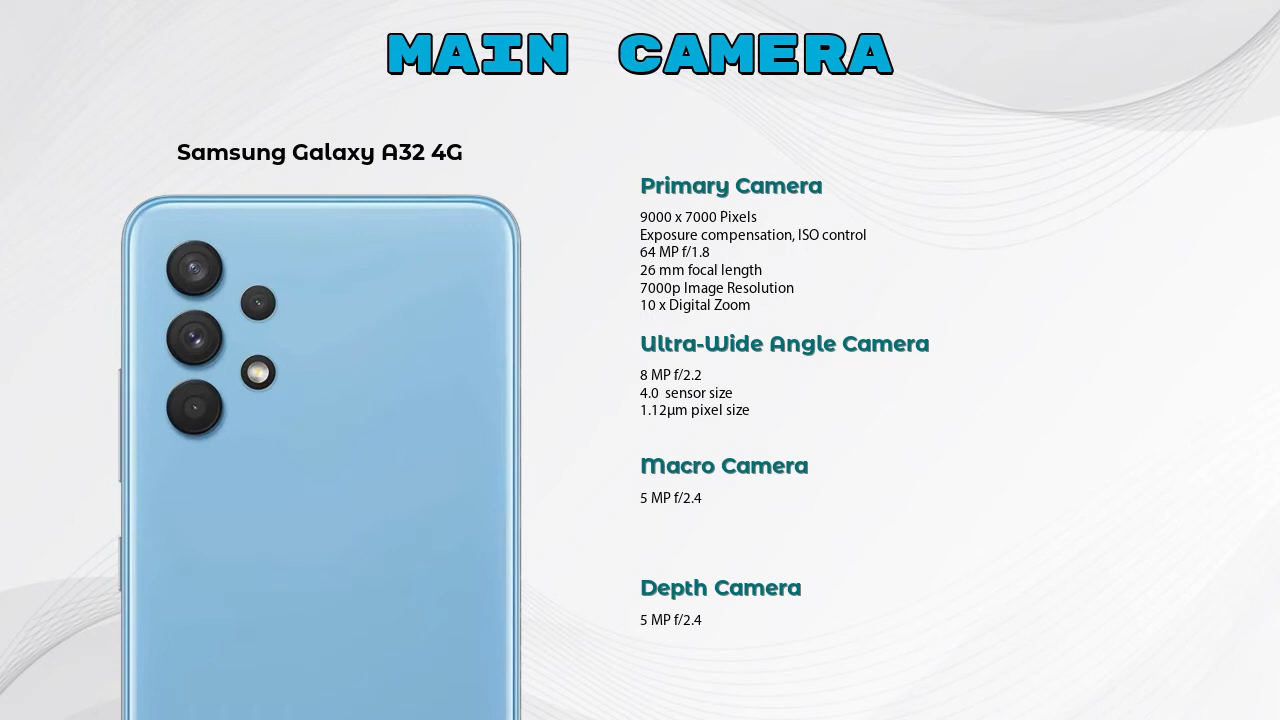 MAIN CAMERA
Samsung Galaxy A32 4G
Primary Camera
9000 x 7000 Pixels
Exposure compensation, ISO control
64 MP f/1.8
26 mm focal length
7000p Image Resolution
10 x Digital Zoom
Ultra-Wide Angle Camera
8 MP f/2.2
4.0  sensor size
1.12μm pixel size
Macro Camera
5 MP f/2.4
Depth Camera
5 MP f/2.4